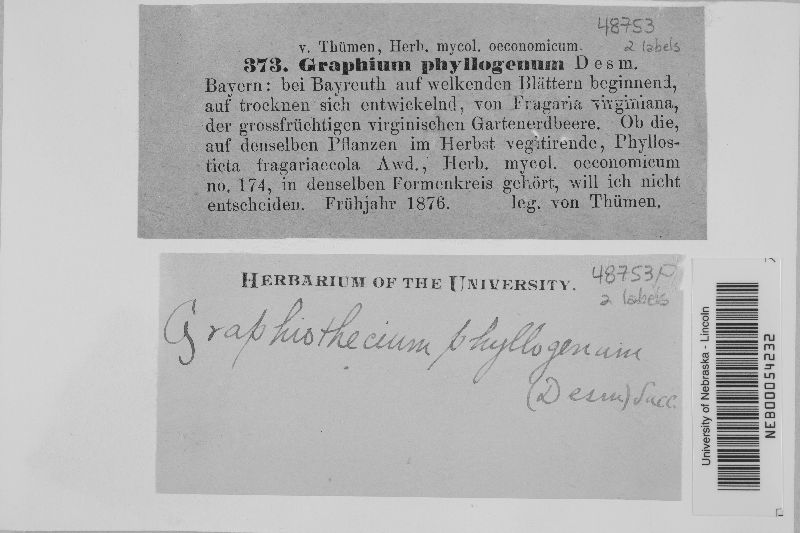 48753
2 labels
v. Thümen, Herb. mycol. oeconomicum.
373. Graphium phyllogenum Desm.
Bayern: bei Bayreuth auf welkenden Blättern beginnend,
auf trocknen sich entwickelnd, von Fragaria virginiana,
der grossfrüchtigen virginischen Gartenerdbeere. Ob die,
auf denselben Pflanzen im Herbst vegitirende, Phyllos-
ticta fragariaecola Awd., Herb. mycol. oeconomicum
no. 174, in denselben Formenkreis gehört, will ich nicht
entscheiden. Frühjahr 1876. leg. von Thümen.
HERBARIUM OF THE UNIVERSITY.
48753
2 labels
Graphiothecium phyllogenum
(Desm) Sacc.
University of Nebraska - Lincoln
NEB00054232